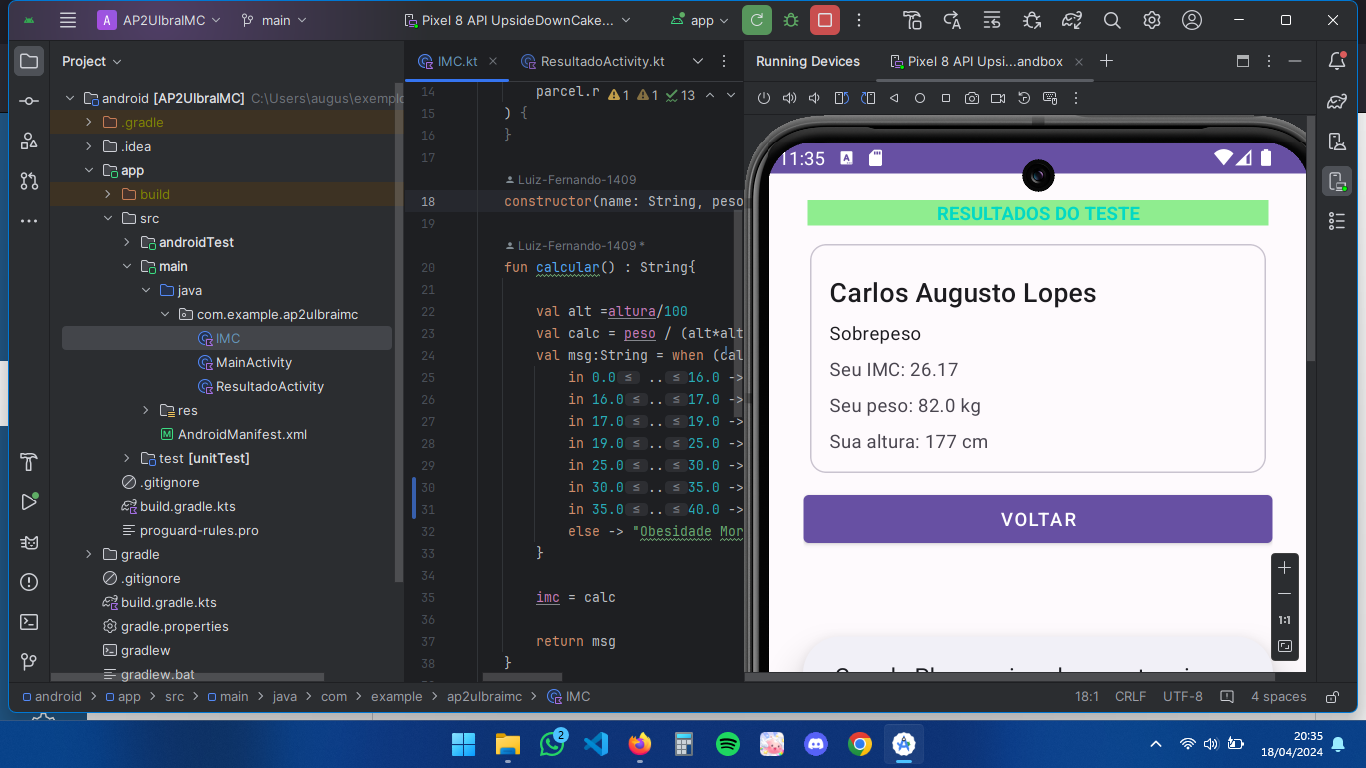 A AP2UlbraIMC main Pixel 8 API UpsideDownCake... app
Project
android [AP2UlbraIMC] C:\Users\augus\exemplo
.gradle
.idea
app
build
src
androidTest
main
java
com.example.ap2ulbraimc
IMC
MainActivity
ResultadoActivity
res
AndroidManifest.xml
test [unitTest]
.gitignore
build.gradle.kts
proguard-rules.pro
gradle
.gitignore
build.gradle.kts
gradle.properties
gradlew
gradlew.bat
IMC.kt ResultadoActivity.kt
14 parcel.r 1 1 13
15 ) {
16 }
17
Luiz-Fernando-1409
18 constructor(name: String, peso
19
Luiz-Fernando-1409 *
20 fun calcular() : String{
21
22 val alt =altura/100
23 val calc = peso / (alt*alt
24 val msg:String = when (cal
25 in 0.0 ≤ .. ≤ 16.0 ->
26 in 16.0 ≤ .. ≤ 17.0 ->
27 in 17.0 ≤ .. ≤ 19.0 ->
28 in 19.0 ≤ .. ≤ 25.0 ->
29 in 25.0 ≤ .. ≤ 30.0 ->
30 in 30.0 ≤ .. ≤ 35.0 ->
31 in 35.0 ≤ .. ≤ 40.0 ->
32 else -> "Obesidade Mor
33 }
34
35 imc = calc
36
37 return msg
38 }
Running Devices Pixel 8 API Upsi...andbox
11:35 A
RESULTADOS DO TESTE
Carlos Augusto Lopes
Sobrepeso
Seu IMC: 26.17
Seu peso: 82.0 kg
Sua altura: 177 cm
VOLTAR
1:1
android > app > src > main > java > com > example > ap2ulbraimc > IMC
18:1 CRLF UTF-8 4 spaces
2
20:35
18/04/2024